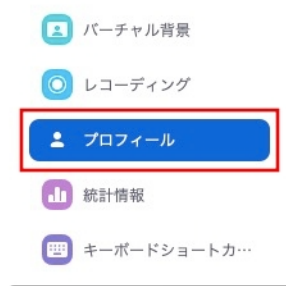 バーチャル背景
レコーディング
プロフィール
統計情報
キーボードショートカ…